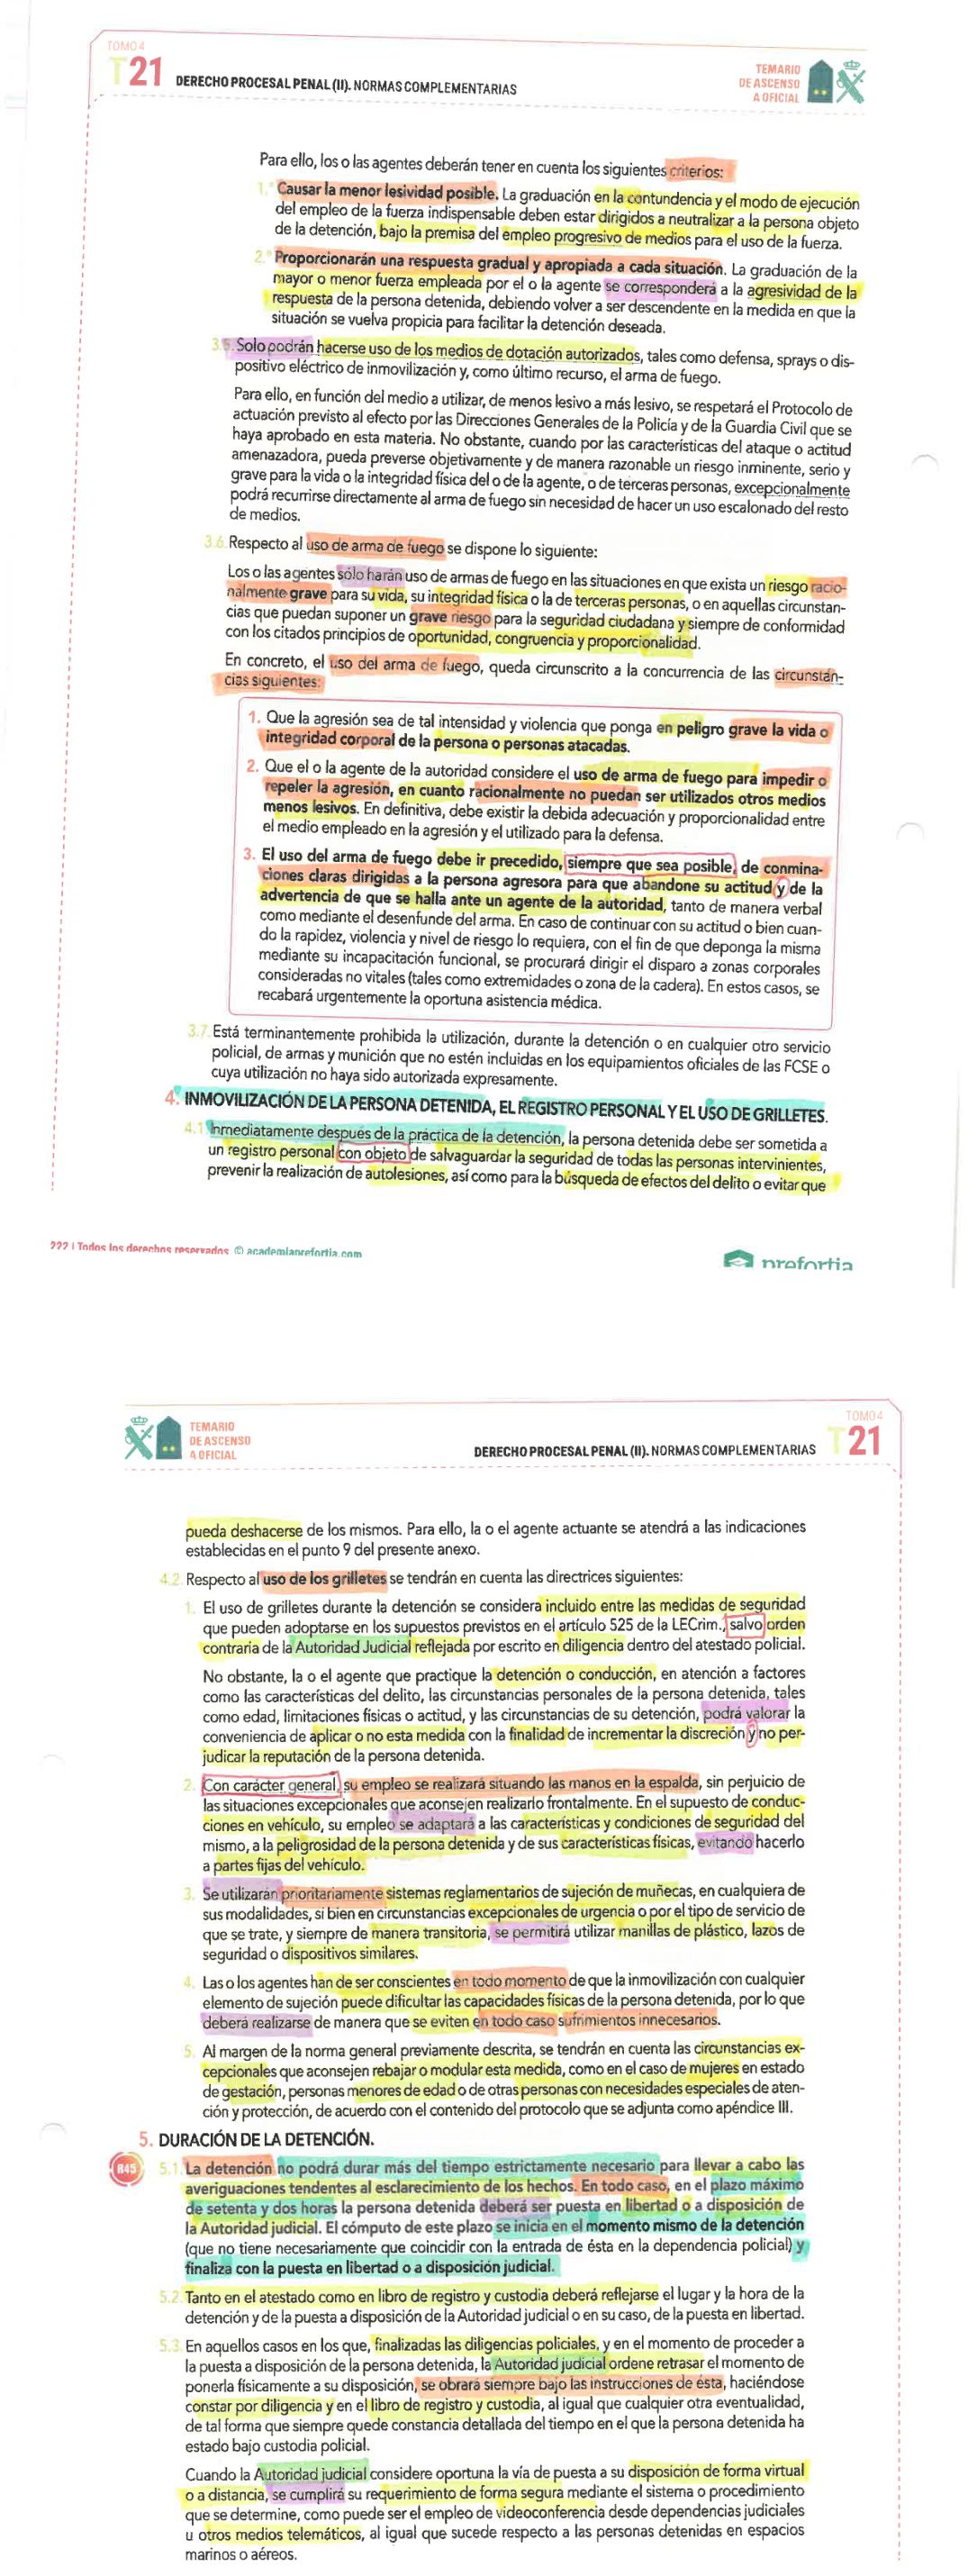 TOMO 4
T21 DERECHO PROCESAL PENAL (II). NORMAS COMPLEMENTARIAS
TEMARIO
DE ASCENSO
A OFICIAL
Para ello, los o las agentes deberán tener en cuenta los siguientes criterios:
1.º Causar la menor lesividad posible. La graduación en la contundencia y el modo de ejecución
del empleo de la fuerza indispensable deben estar dirigidos a neutralizar a la persona objeto
de la detención, bajo la premisa del empleo progresivo de medios para el uso de la fuerza.
2.º Proporcionarán una respuesta gradual y apropiada a cada situación. La graduación de la
mayor o menor fuerza empleada por el o la agente se corresponderá a la agresividad de la
respuesta de la persona detenida, debiendo volver a ser descendente en la medida en que la
situación se vuelva propicia para facilitar la detención deseada.
3.5. Solo podrán hacerse uso de los medios de dotación autorizados, tales como defensa, sprays o dis-
positivo eléctrico de inmovilización y, como último recurso, el arma de fuego.
Para ello, en función del medio a utilizar, de menos lesivo a más lesivo, se respetará el Protocolo de
actuación previsto al efecto por las Direcciones Generales de la Policía y de la Guardia Civil que se
haya aprobado en esta materia. No obstante, cuando por las características del ataque o actitud
amenazadora, pueda preverse objetivamente y de manera razonable un riesgo inminente, serio y
grave para la vida o la integridad física del o de la agente, o de terceras personas, excepcionalmente
podrá recurrirse directamente al arma de fuego sin necesidad de hacer un uso escalonado del resto
de medios.
3.6. Respecto al uso de arma de fuego se dispone lo siguiente:
Los o las agentes sólo harán uso de armas de fuego en las situaciones en que exista un riesgo racio-
nalmente grave para su vida, su integridad física o la de terceras personas, o en aquellas circunstan-
cias que puedan suponer un grave riesgo para la seguridad ciudadana y siempre de conformidad
con los citados principios de oportunidad, congruencia y proporcionalidad.
En concreto, el uso del arma de fuego, queda circunscrito a la concurrencia de las circunstán-
cias siguientes:
1. Que la agresión sea de tal intensidad y violencia que ponga en peligro grave la vida o
integridad corporal de la persona o personas atacadas.
2. Que el o la agente de la autoridad considere el uso de arma de fuego para impedir o
repeler la agresión, en cuanto racionalmente no puedan ser utilizados otros medios
menos lesivos. En definitiva, debe existir la debida adecuación y proporcionalidad entre
el medio empleado en la agresión y el utilizado para la defensa.
3. El uso del arma de fuego debe ir precedido, siempre que sea posible, de conmina-
ciones claras dirigidas a la persona agresora para que abandone su actitud y de la
advertencia de que se halla ante un agente de la autoridad, tanto de manera verbal
como mediante el desenfunde del arma. En caso de continuar con su actitud o bien cuan-
do la rapidez, violencia y nivel de riesgo lo requiera, con el fin de que deponga la misma
mediante su incapacitación funcional, se procurará dirigir el disparo a zonas corporales
consideradas no vitales (tales como extremidades o zona de la cadera). En estos casos, se
recabará urgentemente la oportuna asistencia médica.
3.7. Está terminantemente prohibida la utilización, durante la detención o en cualquier otro servicio
policial, de armas y munición que no estén incluidas en los equipamientos oficiales de las FCSE o
cuya utilización no haya sido autorizada expresamente.
4. INMOVILIZACIÓN DE LA PERSONA DETENIDA, EL REGISTRO PERSONAL Y EL USO DE GRILLETES.
4.1. Inmediatamente después de la práctica de la detención, la persona detenida debe ser sometida a
un registro personal con objeto de salvaguardar la seguridad de todas las personas intervinientes,
prevenir la realización de autolesiones, así como para la búsqueda de efectos del delito o evitar que
222 | Todos los derechos reservados © academiaprefortia.com
prefortia
TEMARIO
DE ASCENSO
A OFICIAL
TOMO 4
DERECHO PROCESAL PENAL (II). NORMAS COMPLEMENTARIAS T21
pueda deshacerse de los mismos. Para ello, la o el agente actuante se atendrá a las indicaciones
establecidas en el punto 9 del presente anexo.
4.2. Respecto al uso de los grilletes se tendrán en cuenta las directrices siguientes:
1. El uso de grilletes durante la detención se considera incluido entre las medidas de seguridad
que pueden adoptarse en los supuestos previstos en el artículo 525 de la LECrim., salvo orden
contraria de la Autoridad Judicial reflejada por escrito en diligencia dentro del atestado policial.
No obstante, la o el agente que practique la detención o conducción, en atención a factores
como las características del delito, las circunstancias personales de la persona detenida, tales
como edad, limitaciones físicas o actitud, y las circunstancias de su detención, podrá valorar la
conveniencia de aplicar o no esta medida con la finalidad de incrementar la discreción y no per-
judicar la reputación de la persona detenida.
2. Con carácter general, su empleo se realizará situando las manos en la espalda, sin perjuicio de
las situaciones excepcionales que aconsejen realizarlo frontalmente. En el supuesto de conduc-
ciones en vehículo, su empleo se adaptará a las características y condiciones de seguridad del
mismo, a la peligrosidad de la persona detenida y de sus características físicas, evitando hacerlo
a partes fijas del vehículo.
3. Se utilizarán prioritariamente sistemas reglamentarios de sujeción de muñecas, en cualquiera de
sus modalidades, si bien en circunstancias excepcionales de urgencia o por el tipo de servicio de
que se trate, y siempre de manera transitoria, se permitirá utilizar manillas de plástico, lazos de
seguridad o dispositivos similares.
4. Las o los agentes han de ser conscientes en todo momento de que la inmovilización con cualquier
elemento de sujeción puede dificultar las capacidades físicas de la persona detenida, por lo que
deberá realizarse de manera que se eviten en todo caso sufrimientos innecesarios.
5. Al margen de la norma general previamente descrita, se tendrán en cuenta las circunstancias ex-
cepcionales que aconsejen rebajar o modular esta medida, como en el caso de mujeres en estado
de gestación, personas menores de edad o de otras personas con necesidades especiales de aten-
ción y protección, de acuerdo con el contenido del protocolo que se adjunta como apéndice III.
5. DURACIÓN DE LA DETENCIÓN.
R45
5.1. La detención no podrá durar más del tiempo estrictamente necesario para llevar a cabo las
averiguaciones tendentes al esclarecimiento de los hechos. En todo caso, en el plazo máximo
de setenta y dos horas la persona detenida deberá ser puesta en libertad o a disposición de
la Autoridad judicial. El cómputo de este plazo se inicia en el momento mismo de la detención
(que no tiene necesariamente que coincidir con la entrada de ésta en la dependencia policial) y
finaliza con la puesta en libertad o a disposición judicial.
5.2. Tanto en el atestado como en libro de registro y custodia deberá reflejarse el lugar y la hora de la
detención y de la puesta a disposición de la Autoridad judicial o en su caso, de la puesta en libertad.
5.3. En aquellos casos en los que, finalizadas las diligencias policiales, y en el momento de proceder a
la puesta a disposición de la persona detenida, la Autoridad judicial ordene retrasar el momento de
ponerla físicamente a su disposición, se obrará siempre bajo las instrucciones de ésta, haciéndose
constar por diligencia y en el libro de registro y custodia, al igual que cualquier otra eventualidad,
de tal forma que siempre quede constancia detallada del tiempo en el que la persona detenida ha
estado bajo custodia policial.
Cuando la Autoridad judicial considere oportuna la vía de puesta a su disposición de forma virtual
o a distancia, se cumplirá su requerimiento de forma segura mediante el sistema o procedimiento
que se determine, como puede ser el empleo de videoconferencia desde dependencias judiciales
u otros medios telemáticos, al igual que sucede respecto a las personas detenidas en espacios
marinos o aéreos.